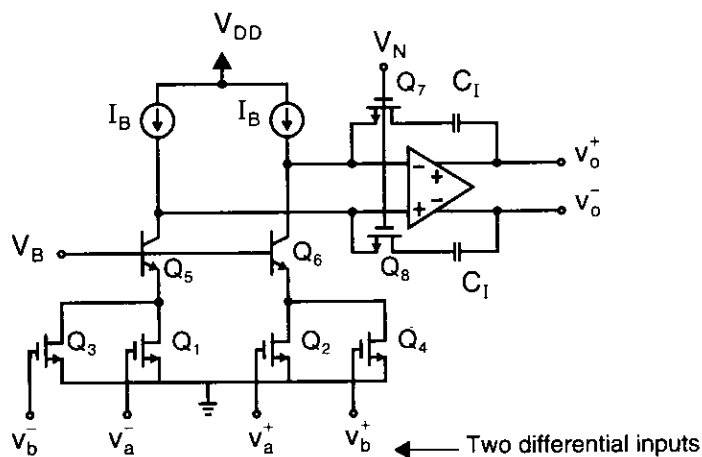 V_DD
V_N
I_B
I_B
Q_7
C_I
v_o^+
− +
+ −
v_o^-
V_B
Q_5
Q_6
Q_8
C_I
Q_3
Q_1
Q_2
Q_4
v_b^-
v_a^-
v_a^+
v_b^+
Two differential inputs